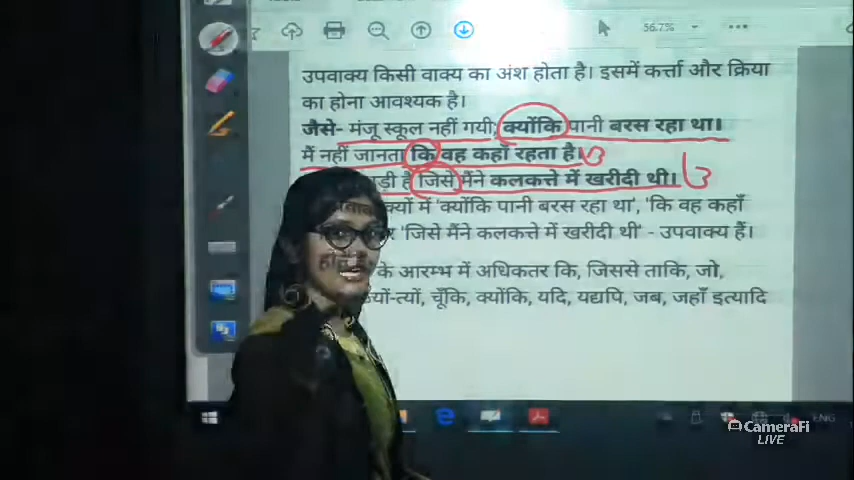 56.7%
उपवाक्य किसी वाक्य का अंश होता है। इसमें कर्त्ता और क्रिया
का होना आवश्यक है।
जैसे- मंजू स्कूल नहीं गयी, क्योंकि पानी बरस रहा था।
मैं नहीं जानता कि वह कहाँ रहता है।
है जिसे मैंने कलकत्ते में खरीदी थी।
में 'क्योंकि पानी बरस रहा था', 'कि वह कहाँ
'जिसे मैंने कलकत्ते में खरीदी थी' - उपवाक्य हैं।
के आरम्भ में अधिकतर कि, जिससे ताकि, जो,
ज्यों-त्यों, चूँकि, क्योंकि, यदि, यद्यपि, जब, जहाँ इत्यादि
ENG
CameraFi
LIVE